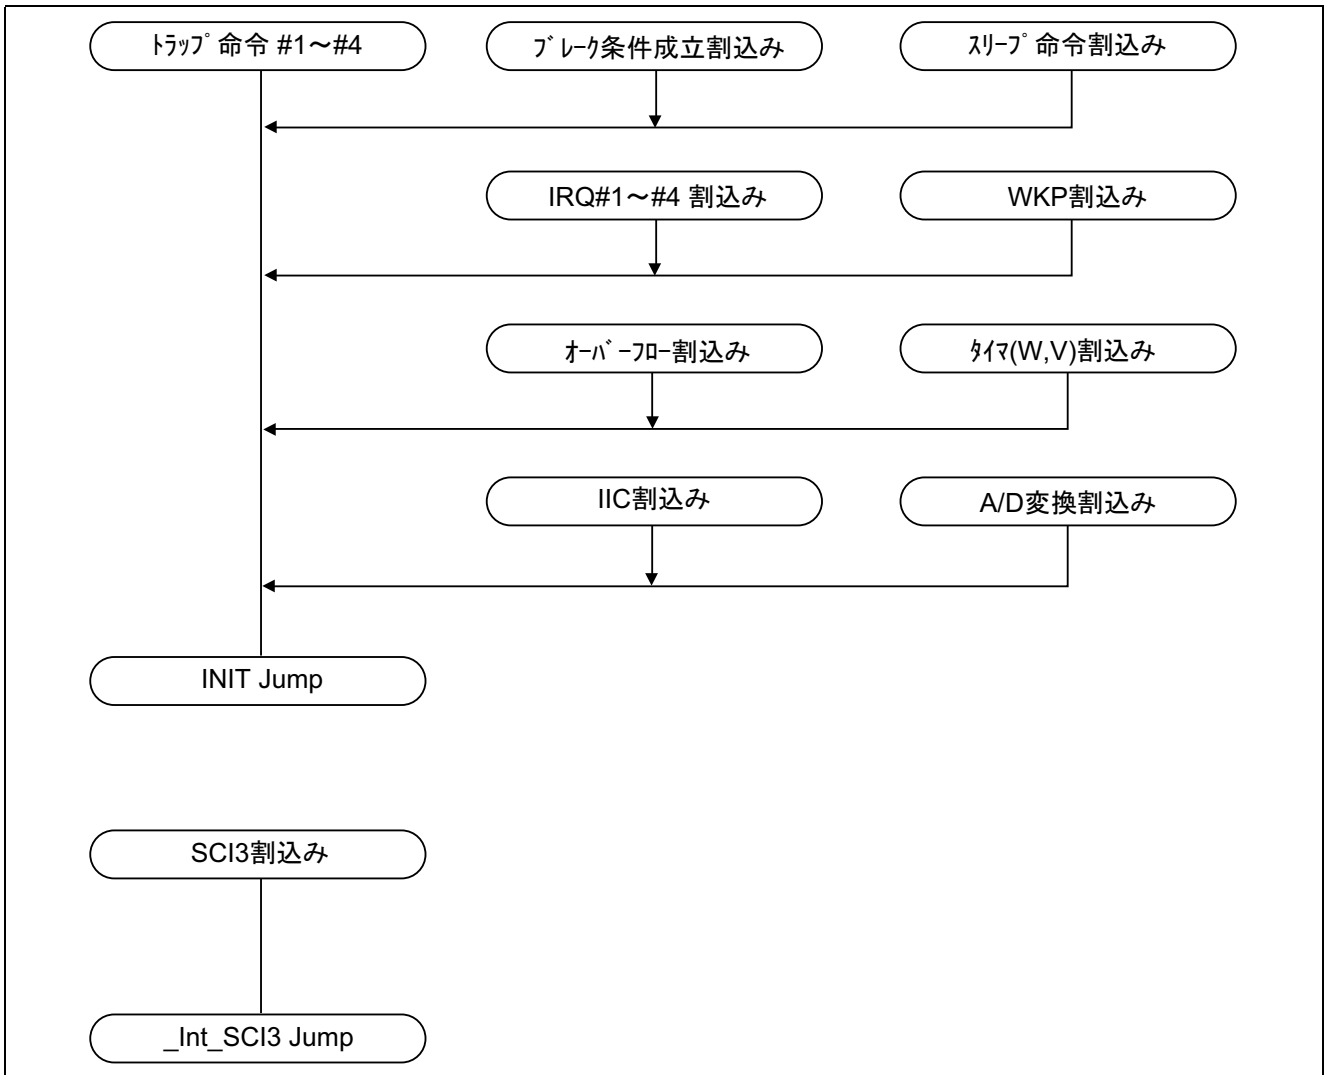 ﾄﾗｯﾌﾟ命令 #1～#4
ﾌﾞﾚｰｸ条件成立割込み
ｽﾘｰﾌﾟ命令割込み
IRQ#1～#4 割込み
WKP割込み
ｵｰﾊﾞｰﾌﾛｰ割込み
ﾀｲﾏ(W,V)割込み
IIC割込み
A/D変換割込み
INIT Jump
SCI3割込み
_Int_SCI3 Jump